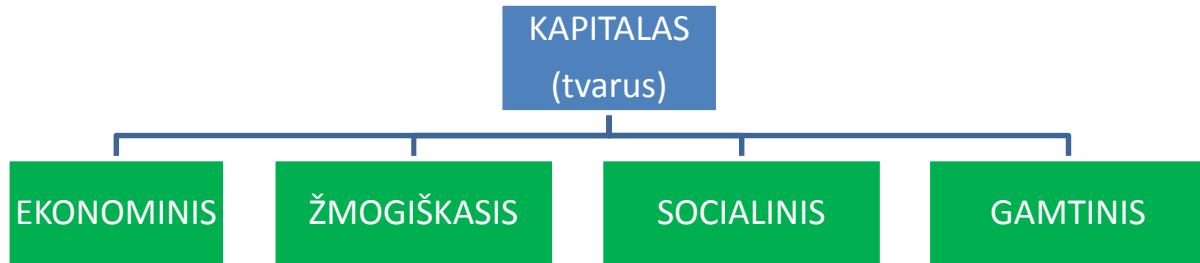 KAPITALAS
(tvarus)
EKONOMINIS
ŽMOGIŠKASIS
SOCIALINIS
GAMTINIS